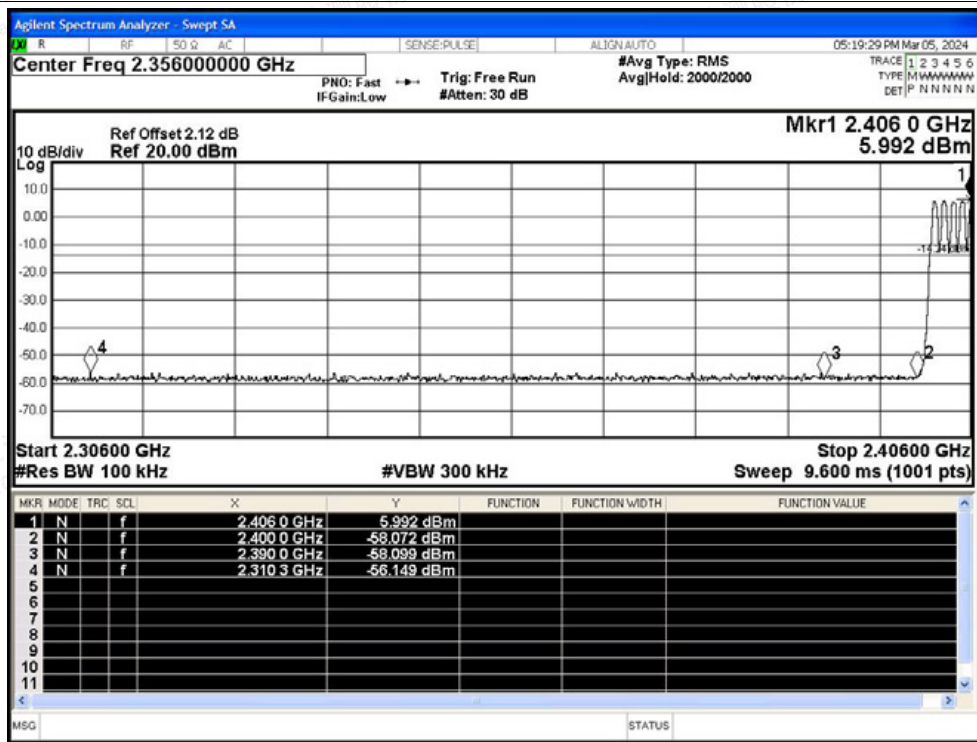 Agilent Spectrum Analyzer - Swept SA
R RF 50 Ω AC SENSE:PULSE ALIGNAUTO 05:19:29 PM Mar 05, 2024
Center Freq 2.356000000 GHz #Avg Type: RMS TRACE 1 2 3 4 5 6
PNO: Fast Trig: Free Run Avg|Hold: 2000/2000 TYPE M
IFGain:Low #Atten: 30 dB DET P N N N N N
Mkr1 2.406 0 GHz
Ref Offset 2.12 dB
10 dB/div Ref 20.00 dBm 5.992 dBm
Log
1
10.0
0.00
-10.0
-20.0
-30.0
-40.0
4 3 2
-50.0
-60.0
-70.0
Start 2.30600 GHz Stop 2.40600 GHz
#Res BW 100 kHz #VBW 300 kHz Sweep 9.600 ms (1001 pts)
MKR MODE TRC SCL X Y FUNCTION FUNCTION WIDTH FUNCTION VALUE
1 N f 2.406 0 GHz 5.992 dBm
2 N f 2.400 0 GHz -58.072 dBm
3 N f 2.390 0 GHz -58.099 dBm
4 N f 2.310 3 GHz -56.149 dBm
5
6
7
8
9
10
11
MSG STATUS